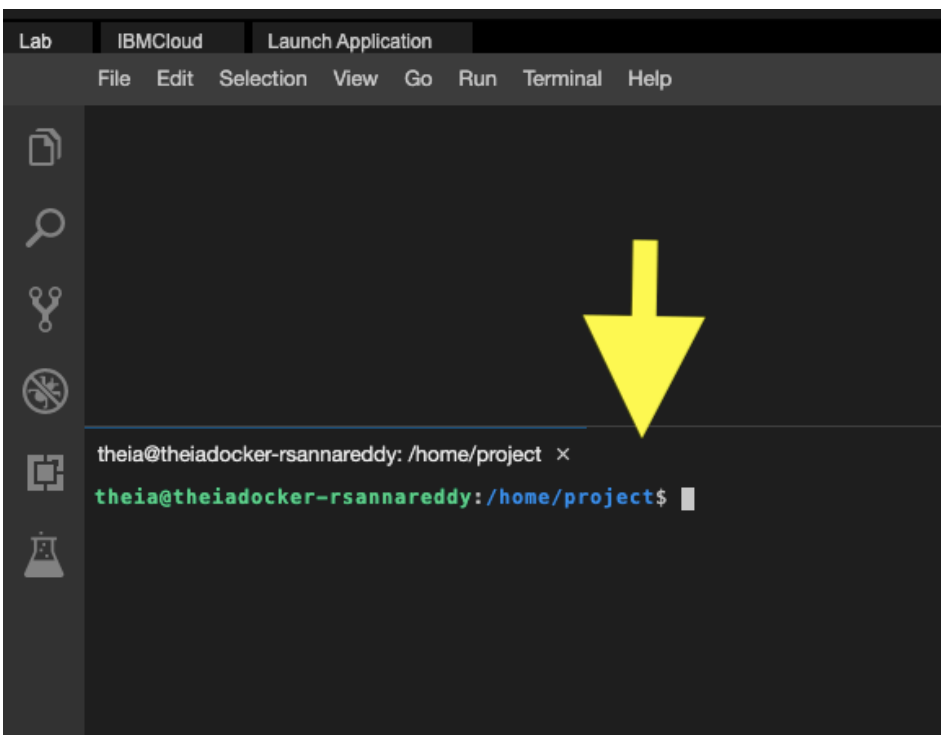 Lab IBMCloud Launch Application
File Edit Selection View Go Run Terminal Help
theia@theiadocker-rsannareddy: /home/project ×
theia@theiadocker-rsannareddy:/home/project$